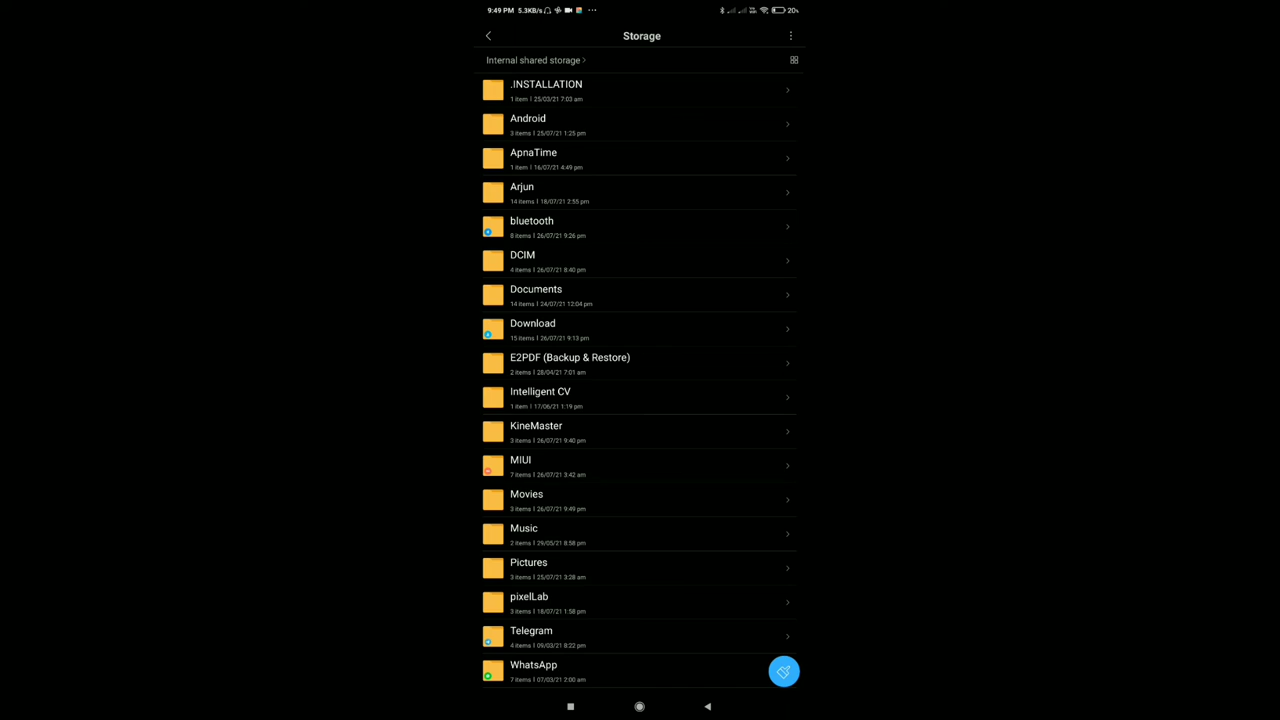 9:49 PM 5.3KB/s ... 20%
Storage
Internal shared storage >
.INSTALLATION
1 item | 25/03/21 7:03 am
Android
3 items | 25/07/21 1:25 pm
ApnaTime
1 item | 16/07/21 4:49 pm
Arjun
14 items | 18/07/21 2:55 pm
bluetooth
8 items | 26/07/21 9:26 pm
DCIM
4 items | 26/07/21 8:40 pm
Documents
14 items | 24/07/21 12:04 pm
Download
15 items | 26/07/21 9:13 pm
E2PDF (Backup & Restore)
2 items | 28/04/21 7:01 am
Intelligent CV
1 item | 17/06/21 1:19 pm
KineMaster
3 items | 26/07/21 9:40 pm
MIUI
7 items | 26/07/21 3:42 am
Movies
3 items | 26/07/21 9:49 pm
Music
2 items | 29/05/21 8:58 pm
Pictures
3 items | 25/07/21 3:28 am
pixelLab
3 items | 18/07/21 1:58 pm
Telegram
4 items | 09/03/21 8:22 pm
WhatsApp
7 items | 07/03/21 2:00 am